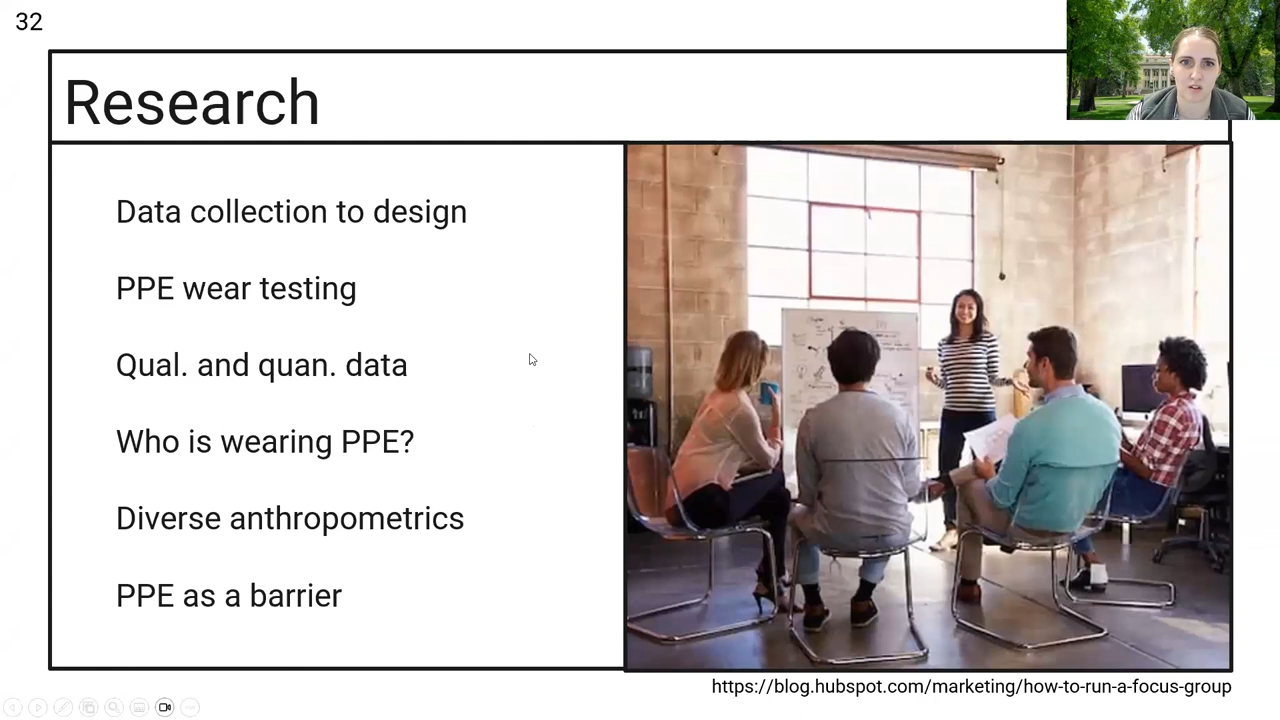 32
Research
Data collection to design
PPE wear testing
Qual. and quan. data
Who is wearing PPE?
Diverse anthropometrics
PPE as a barrier
https://blog.hubspot.com/marketing/how-to-run-a-focus-group